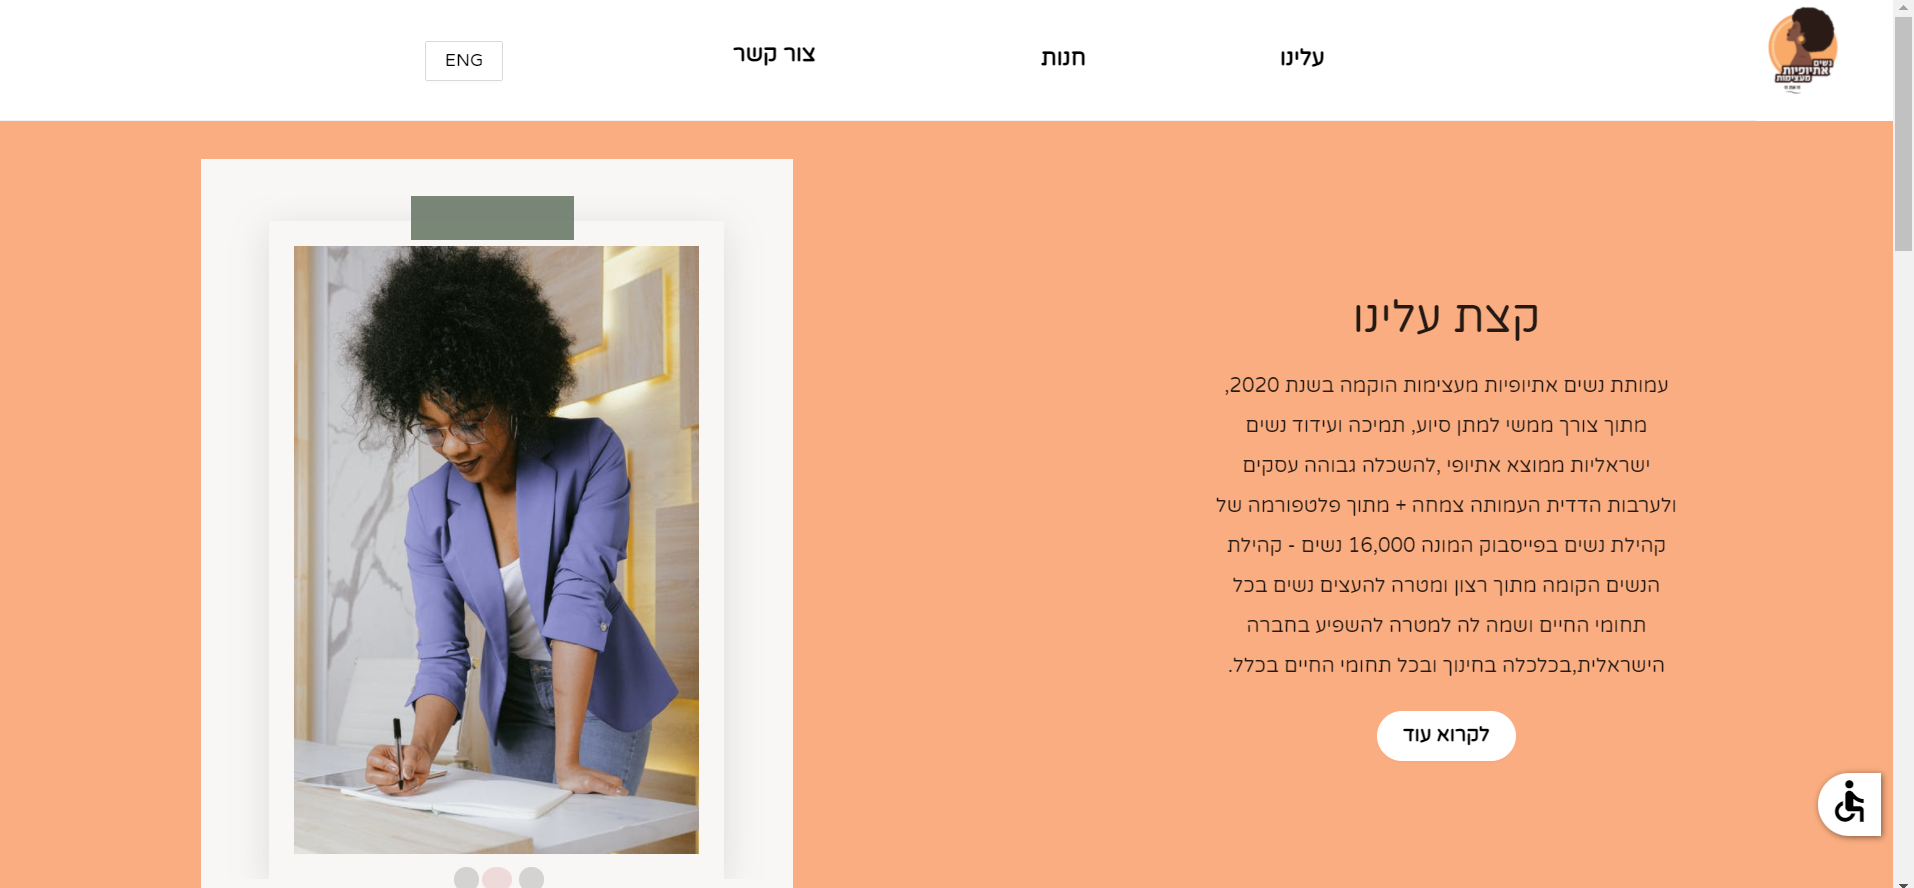 נשים
אתיופיות
מעצימות
עלינו
חנות
צור קשר
ENG
קצת עלינו
עמותת נשים אתיופיות מעצימות הוקמה בשנת 2020,
מתוך צורך ממשי למתן סיוע, תמיכה ועידוד נשים
ישראליות ממוצא אתיופי ,להשכלה גבוהה עסקים
ולערבות הדדית העמותה צמחה + מתוך פלטפורמה של
קהילת נשים בפייסבוק המונה 16,000 נשים - קהילת
הנשים הקומה מתוך רצון ומטרה להעצים נשים בכל
תחומי החיים ושמה לה למטרה להשפיע בחברה
הישראלית,בכלכלה בחינוך ובכל תחומי החיים בכלל.
לקרוא עוד